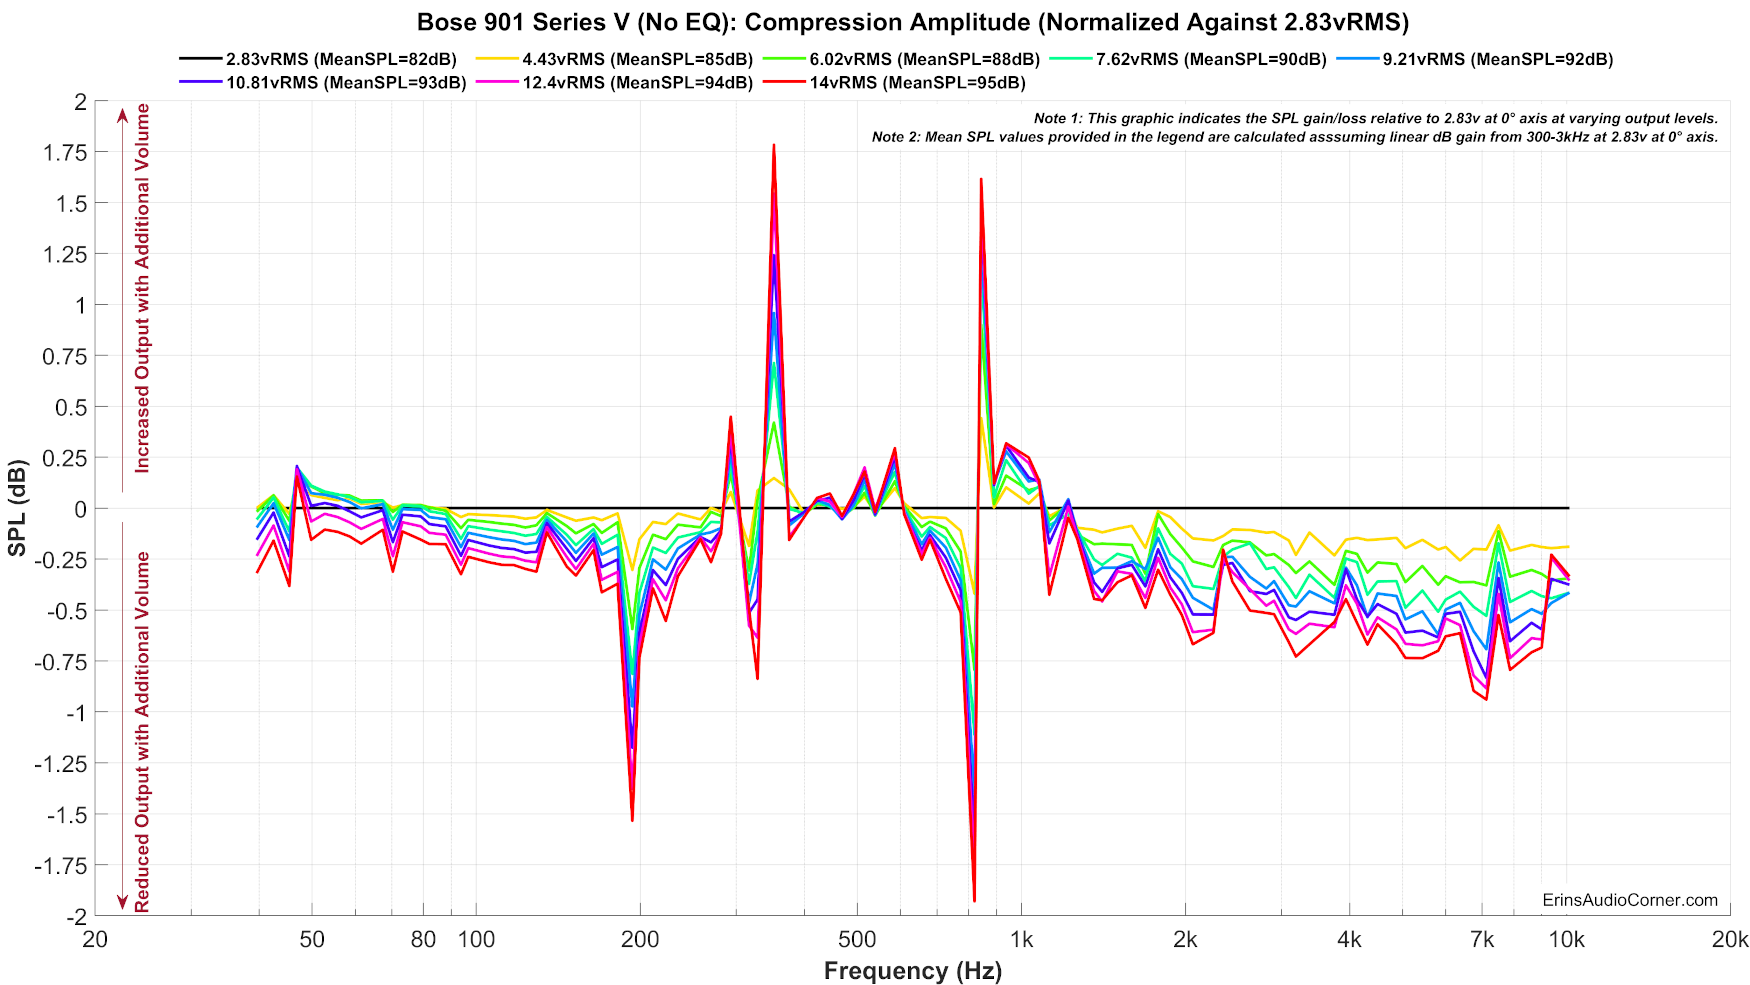 Bose 901 Series V (No EQ): Compression Amplitude (Normalized Against 2.83vRMS)
2.83vRMS (MeanSPL=82dB) 4.43vRMS (MeanSPL=85dB) 6.02vRMS (MeanSPL=88dB) 7.62vRMS (MeanSPL=90dB) 9.21vRMS (MeanSPL=92dB)
10.81vRMS (MeanSPL=93dB) 12.4vRMS (MeanSPL=94dB) 14vRMS (MeanSPL=95dB)
Note 1: This graphic indicates the SPL gain/loss relative to 2.83v at 0° axis at varying output levels.
Note 2: Mean SPL values provided in the legend are calculated asssuming linear dB gain from 300-3kHz at 2.83v at 0° axis.
SPL (dB)
2
1.75
1.5
1.25
1
0.75
0.5
0.25
0
-0.25
-0.5
-0.75
-1
-1.25
-1.5
-1.75
-2
Increased Output with Additional Volume
Reduced Output with Additional Volume
ErinsAudioCorner.com
20 50 80 100 200 500 1k 2k 4k 7k 10k 20k
Frequency (Hz)